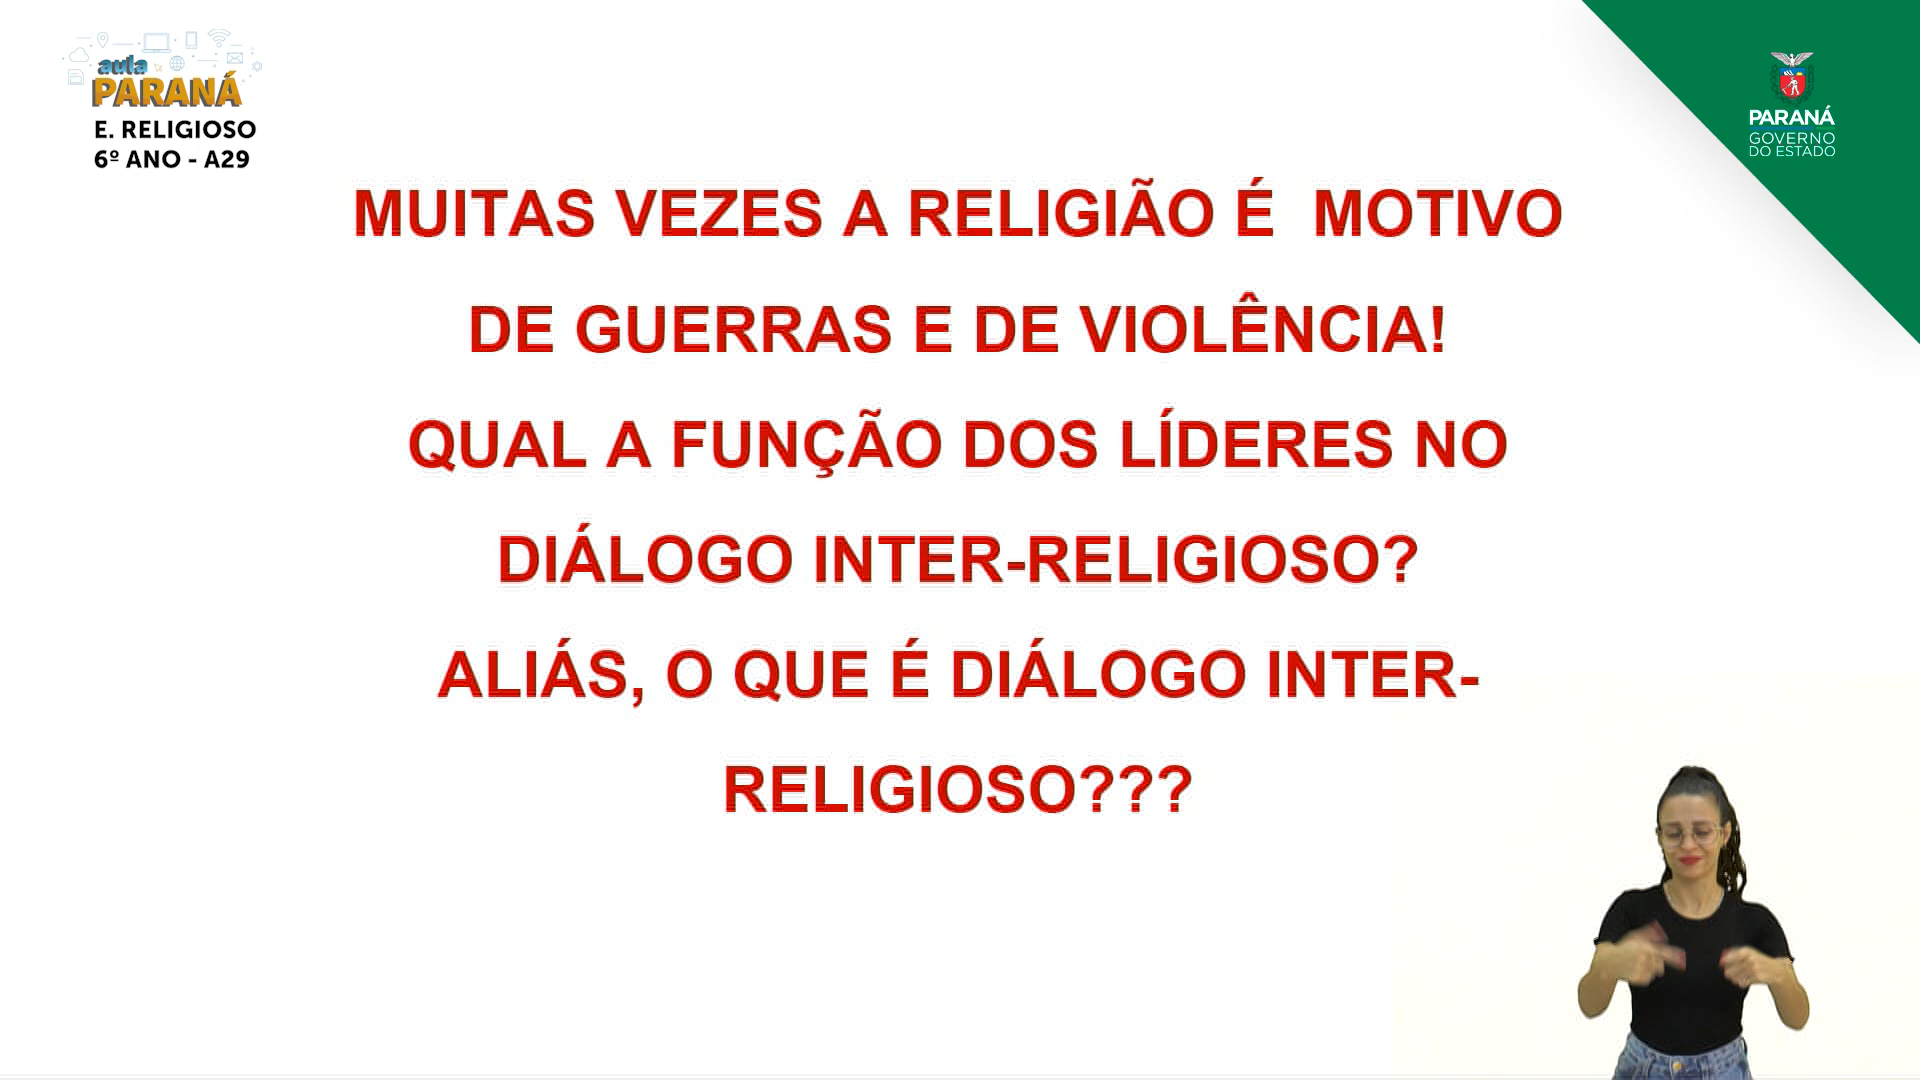 aula
PARANÁ
E. RELIGIOSO
6º ANO - A29
PARANÁ
GOVERNO
DO ESTADO
MUITAS VEZES A RELIGIÃO É MOTIVO
DE GUERRAS E DE VIOLÊNCIA!
QUAL A FUNÇÃO DOS LÍDERES NO
DIÁLOGO INTER-RELIGIOSO?
ALIÁS, O QUE É DIÁLOGO INTER-
RELIGIOSO???